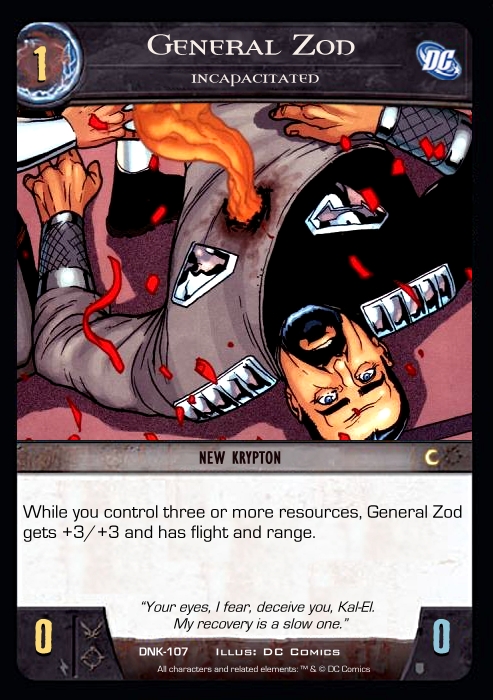 1
General Zod
DC
INCAPACITATED
NEW KRYPTON
C
While you control three or more resources, General Zod
gets +3/+3 and has flight and range.
“Your eyes, I fear, deceive you, Kal-El.
My recovery is a slow one.”
0
0
DNK-107 Illus: DC Comics
All characters and related elements: ™ & © DC Comics